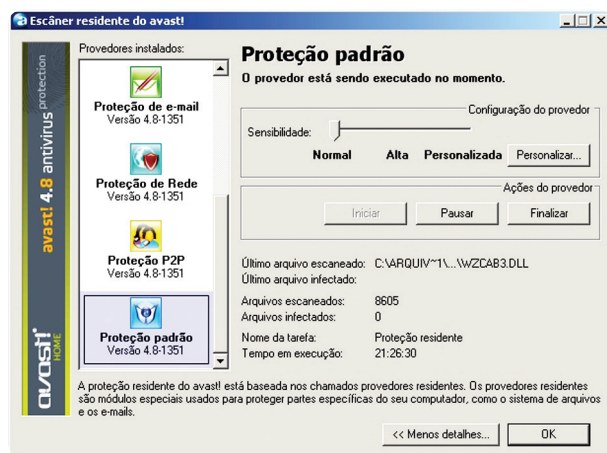 Escâner residente do avast!
avast! 4.8 antivirus protection
avast! HOME
Provedores instalados:
Proteção de e-mail
Versão 4.8-1351
Proteção de Rede
Versão 4.8-1351
Proteção P2P
Versão 4.8-1351
Proteção padrão
Versão 4.8-1351
Proteção padrão
O provedor está sendo executado no momento.
Configuração do provedor
Sensibilidade:
Normal Alta Personalizada Personalizar...
Ações do provedor
Iniciar Pausar Finalizar
Último arquivo escaneado: C:\ARQUIV~1\...\WZCAB3.DLL
Último arquivo infectado:
Arquivos escaneados: 8605
Arquivos infectados: 0
Nome da tarefa: Proteção residente
Tempo em execução: 21:26:30
A proteção residente do avast! está baseada nos chamados provedores residentes. Os provedores residentes
são módulos especiais usados para proteger partes específicas do seu computador, como o sistema de arquivos
e os e-mails.
<< Menos detalhes... OK